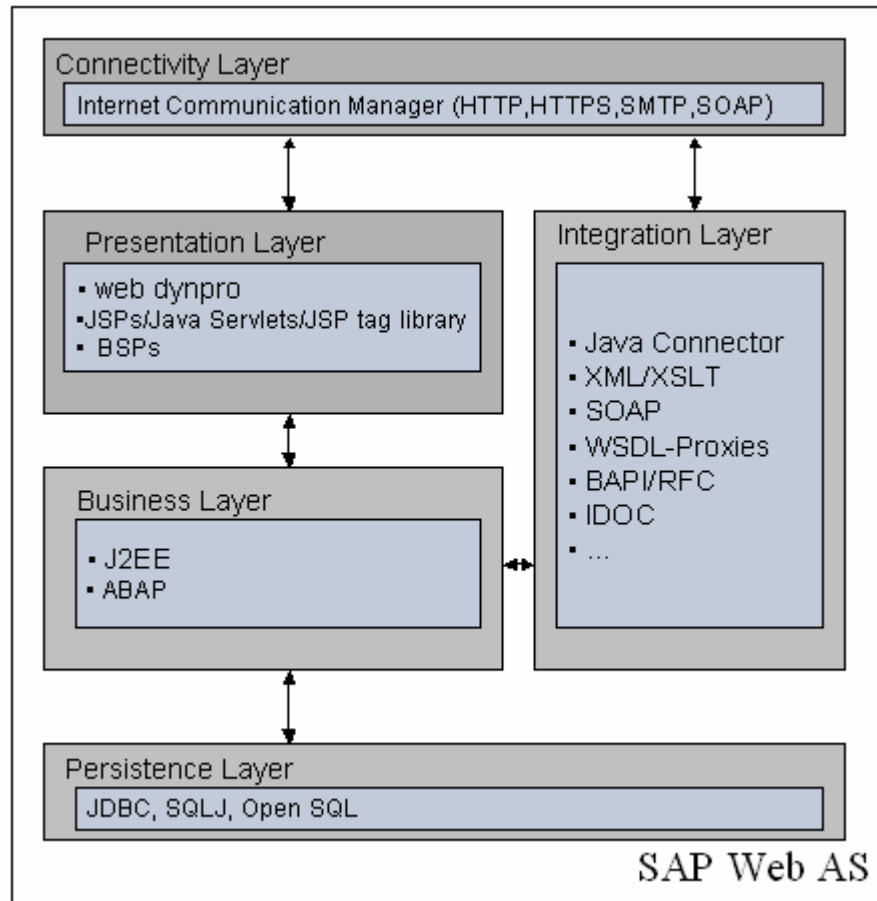 Connectivity Layer
Internet Communication Manager (HTTP,HTTPS,SMTP,SOAP)
Presentation Layer
▪ web dynpro
▪JSPs/Java Servlets/JSP tag library
▪ BSPs
Integration Layer
▪ Java Connector
▪ XML/XSLT
▪ SOAP
▪ WSDL-Proxies
▪ BAPI/RFC
▪ IDOC
▪ ...
Business Layer
▪ J2EE
▪ ABAP
Persistence Layer
JDBC, SQLJ, Open SQL
SAP Web AS